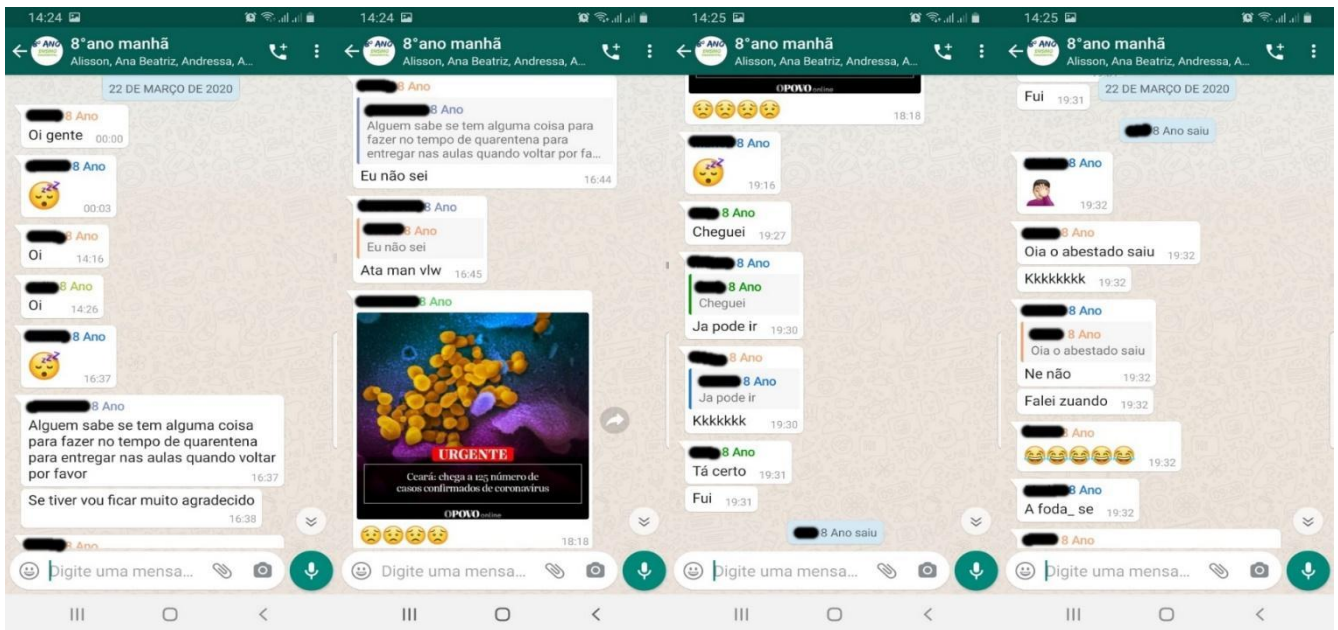 14:24
8°ano manhã
Alisson, Ana Beatriz, Andressa, A...
22 DE MARÇO DE 2020
8 Ano
Oi gente 00:00
8 Ano
00:03
8 Ano
Oi 14:16
8 Ano
Oi 14:26
8 Ano
16:37
8 Ano
Alguem sabe se tem alguma coisa
para fazer no tempo de quarentena
para entregar nas aulas quando voltar
por favor 16:37
Se tiver vou ficar muito agradecido
16:38
8 Ano
Digite uma mensa...
14:24
8°ano manhã
Alisson, Ana Beatriz, Andressa, A...
8 Ano
8 Ano
Alguem sabe se tem alguma coisa para
fazer no tempo de quarentena para
entregar nas aulas quando voltar por fa...
Eu não sei 16:44
8 Ano
8 Ano
Eu não sei
Ata man vlw 16:45
8 Ano
URGENTE
Ceará: chega a 125 número de
casos confirmados de coronavírus
OPOVO online
😟😟😟😟 18:18
Digite uma mensa...
14:25
8°ano manhã
Alisson, Ana Beatriz, Andressa, A...
OPOVO online
😟😟😟😟 18:18
8 Ano
19:16
8 Ano
Cheguei 19:27
8 Ano
8 Ano
Cheguei
Ja pode ir 19:30
8 Ano
8 Ano
Ja pode ir
Kkkkkkk 19:30
8 Ano
Tá certo 19:31
Fui 19:31
8 Ano saiu
Digite uma mensa...
14:25
8°ano manhã
Alisson, Ana Beatriz, Andressa, A...
22 DE MARÇO DE 2020
Fui 19:31
8 Ano saiu
8 Ano
19:32
8 Ano
Oia o abestado saiu 19:32
Kkkkkkkk 19:32
8 Ano
8 Ano
Oia o abestado saiu
Ne não 19:32
Falei zuando 19:32
Ano
😂😂😂😂😂 19:32
8 Ano
A foda_ se 19:32
8 Ano
Digite uma mensa...